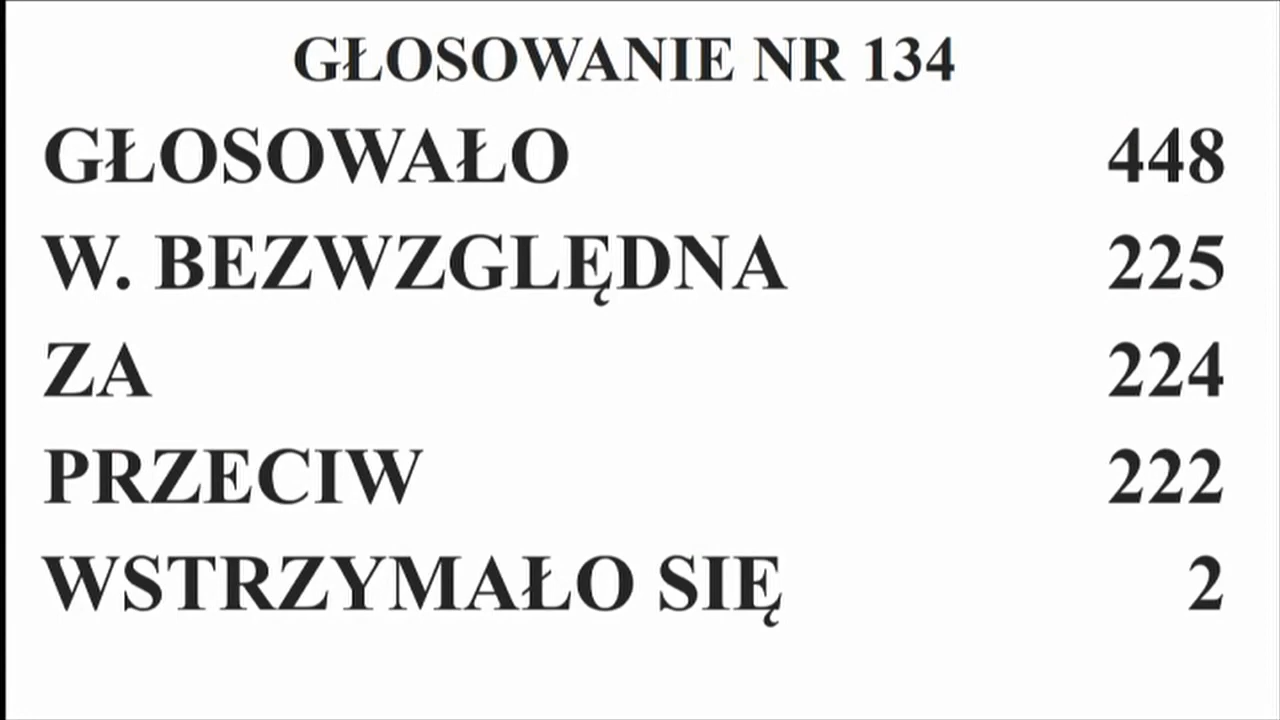 GŁOSOWANIE NR 134
GŁOSOWAŁO 448
W. BEZWZGLĘDNA 225
ZA 224
PRZECIW 222
WSTRZYMAŁO SIĘ 2